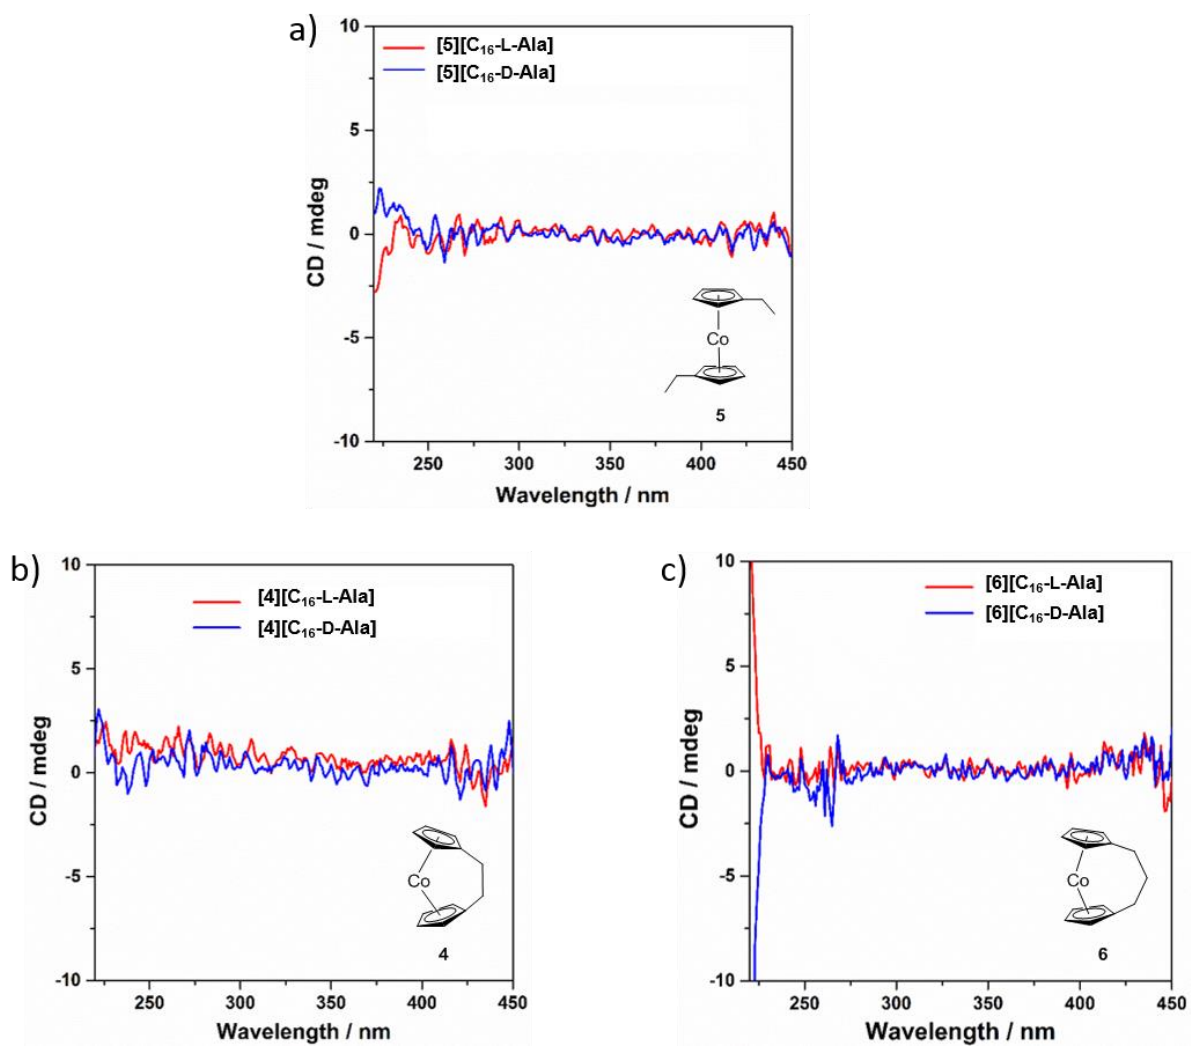 a)
[5][C16-L-Ala]
[5][C16-D-Ala]
10
5
0
-5
-10
CD / mdeg
Co
5
250 300 350 400 450
Wavelength / nm
b)
[4][C16-L-Ala]
[4][C16-D-Ala]
10
5
0
-5
-10
CD / mdeg
Co
4
250 300 350 400 450
Wavelength / nm
c)
[6][C16-L-Ala]
[6][C16-D-Ala]
10
5
0
-5
-10
CD / mdeg
Co
6
250 300 350 400 450
Wavelength / nm